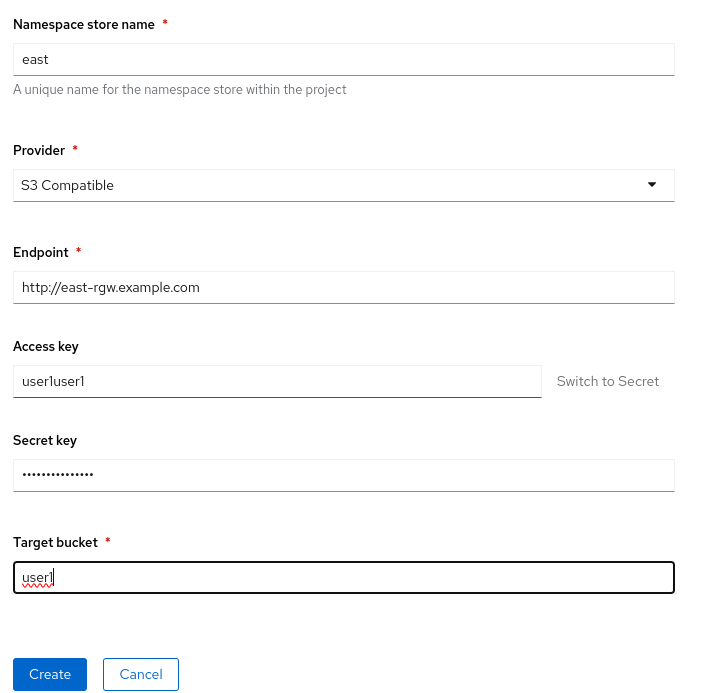 Namespace store name *
east
A unique name for the namespace store within the project
Provider *
S3 Compatible
Endpoint *
http://east-rgw.example.com
Access key
user1user1 Switch to Secret
Secret key
•••••••••••••••
Target bucket *
user1
Create Cancel